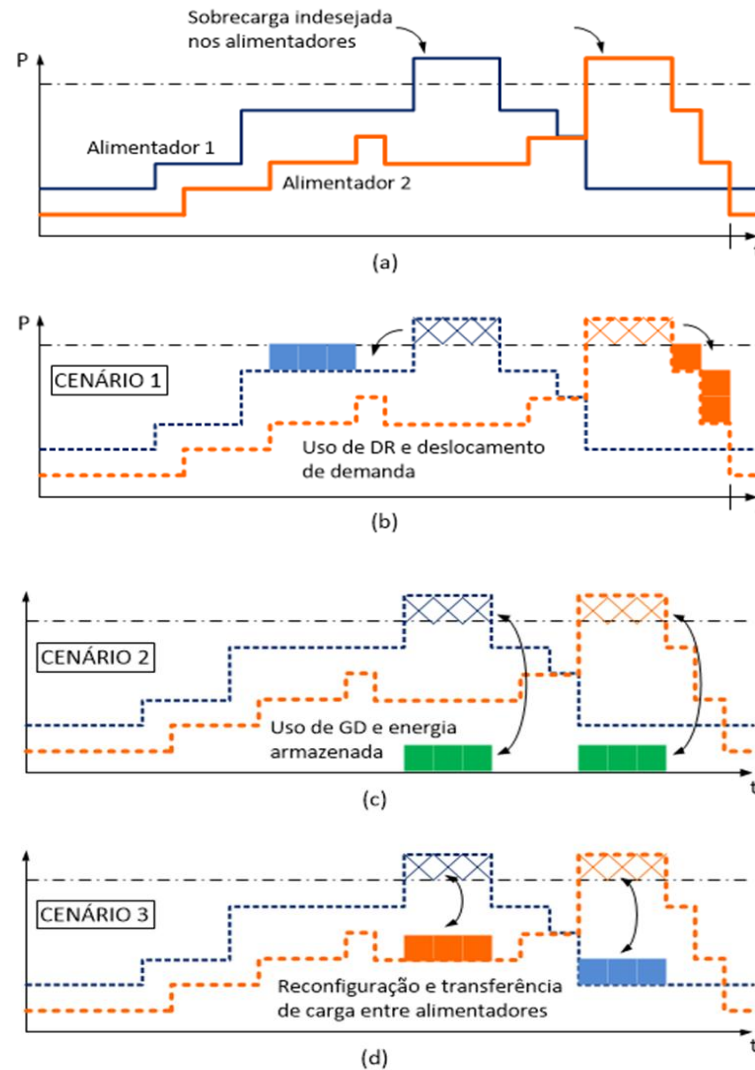 Sobrecarga indesejada
nos alimentadores
P
Alimentador 1
Alimentador 2
(a)
P
CENÁRIO 1
Uso de DR e deslocamento
de demanda
(b)
CENÁRIO 2
Uso de GD e energia
armazenada
t
(c)
CENÁRIO 3
Reconfiguração e transferência
de carga entre alimentadores
t
(d)